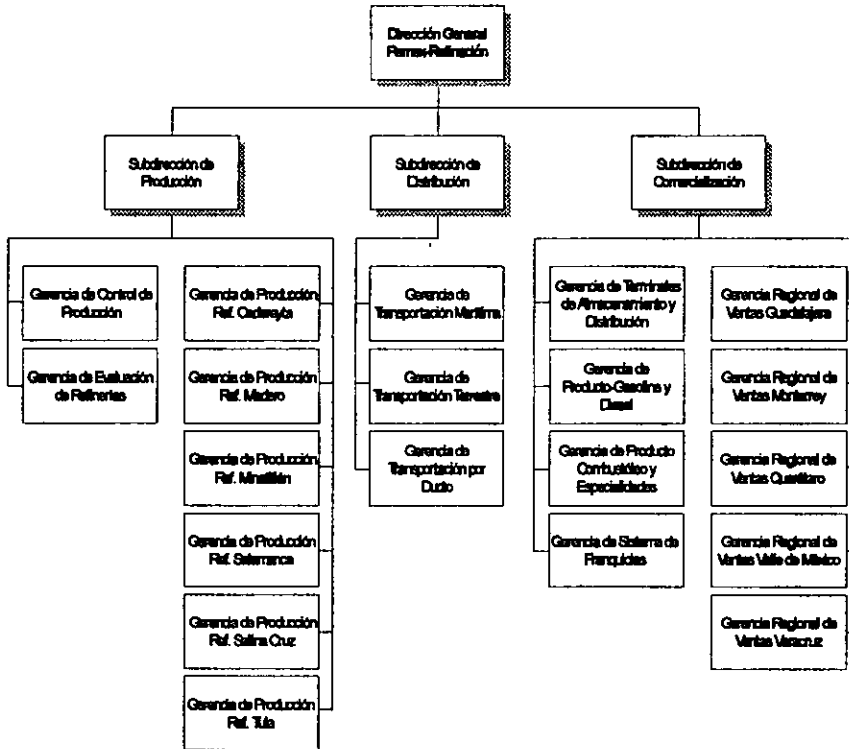 Dirección General
Pemex-Refinación
Subdirección de
Producción
Subdirección de
Distribución
Subdirección de
Comercialización
Gerencia de Control de
Producción
Gerencia de Evaluación
de Refinerías
Gerencia de Producción
Ref. Cadereyta
Gerencia de Producción
Ref. Madero
Gerencia de Producción
Ref. Minatitlán
Gerencia de Producción
Ref. Salamanca
Gerencia de Producción
Ref. Salina Cruz
Gerencia de Producción
Ref. Tula
Gerencia de
Transportación Marítima
Gerencia de
Transportación Terrestre
Gerencia de
Transportación por
Ducto
Gerencia de Terminales
de Almacenamiento y
Distribución
Gerencia de
Producto-Gasolina y
Diesel
Gerencia de Producto
Combustóleo y
Especialidades
Gerencia de Sistema de
Franquicias
Gerencia Regional de
Ventas Guadalajara
Gerencia Regional de
Ventas Monterrey
Gerencia Regional de
Ventas Querétaro
Gerencia Regional de
Ventas Valle de México
Gerencia Regional de
Ventas Veracruz